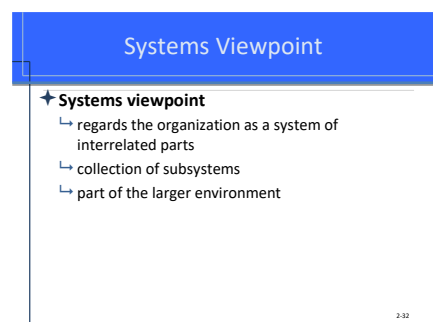 Systems Viewpoint
Systems viewpoint
regards the organization as a system of
interrelated parts
collection of subsystems
part of the larger environment
2-32